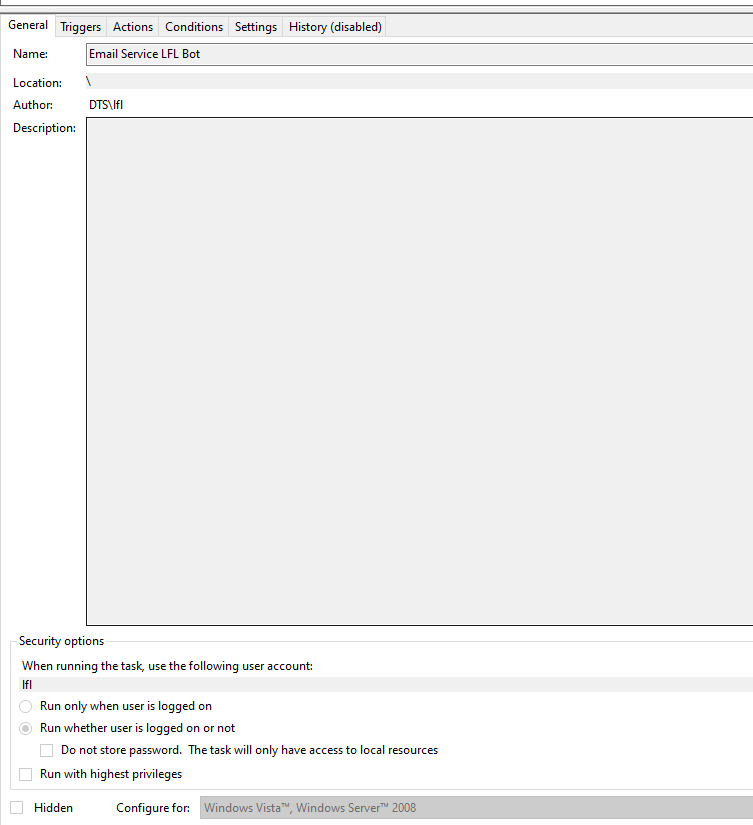 General Triggers Actions Conditions Settings History (disabled)
Name: Email Service LFL Bot
Location: \
Author: DTS\lfl
Description:
Security options
When running the task, use the following user account:
lfl
Run only when user is logged on
Run whether user is logged on or not
Do not store password. The task will only have access to local resources
Run with highest privileges
Hidden Configure for: Windows Vista™, Windows Server™ 2008